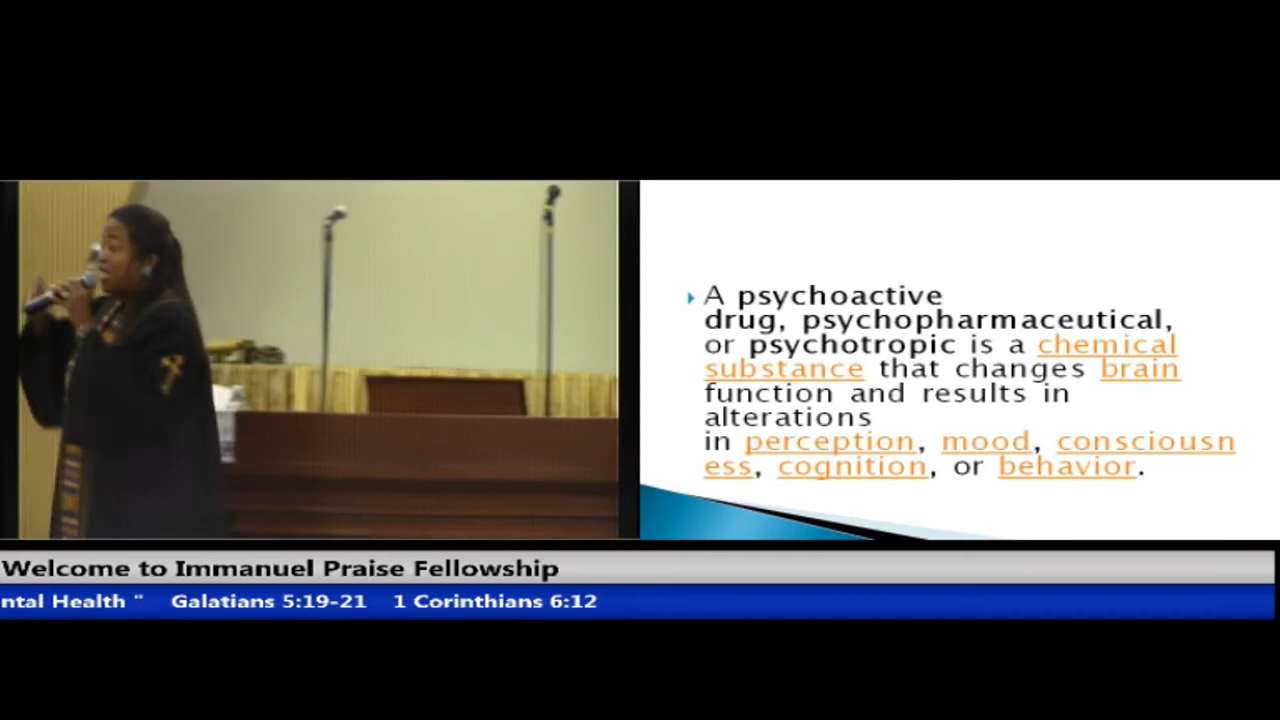 A psychoactive
drug, psychopharmaceutical,
or psychotropic is a chemical
substance that changes brain
function and results in
alterations
in perception, mood, consciousn
ess, cognition, or behavior.
Welcome to Immanuel Praise Fellowship
ntal Health " Galatians 5:19-21 1 Corinthians 6:12